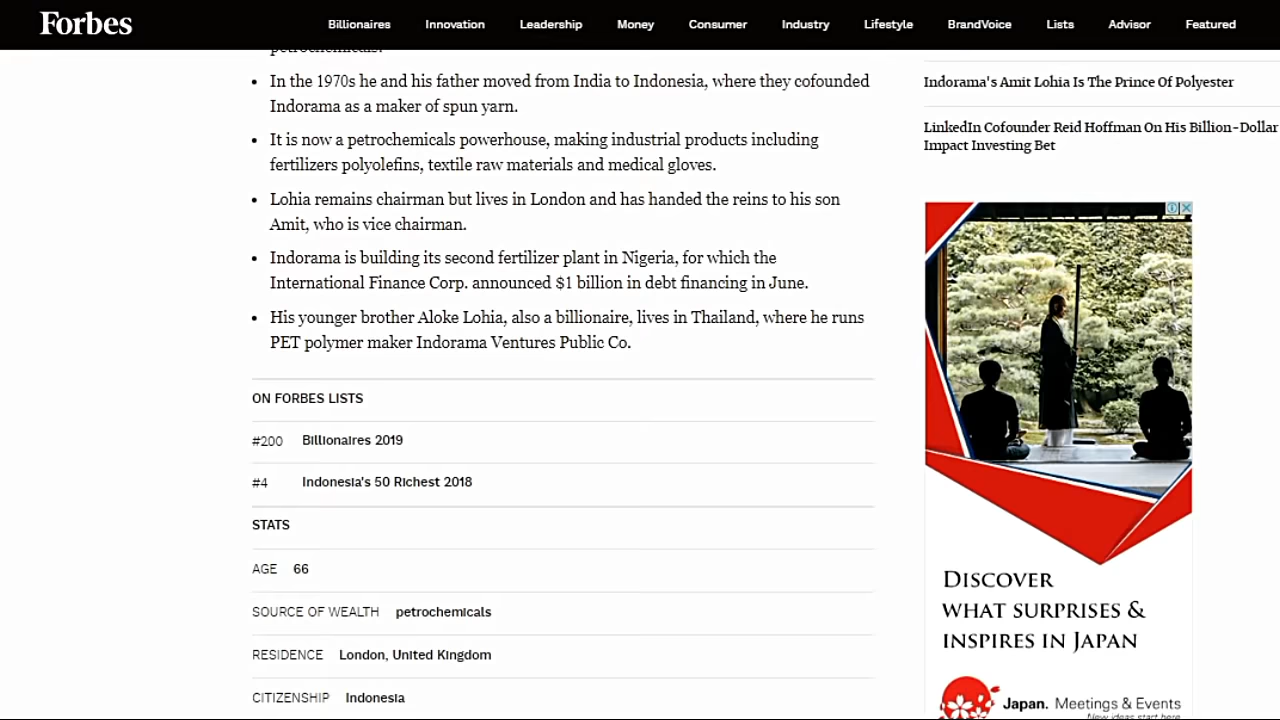 Forbes
Billionaires
Innovation
Leadership
Money
Consumer
Industry
Lifestyle
BrandVoice
Lists
Advisor
Featured
petrochemicals.
In the 1970s he and his father moved from India to Indonesia, where they cofounded
Indorama as a maker of spun yarn.
It is now a petrochemicals powerhouse, making industrial products including
fertilizers polyolefins, textile raw materials and medical gloves.
Lohia remains chairman but lives in London and has handed the reins to his son
Amit, who is vice chairman.
Indorama is building its second fertilizer plant in Nigeria, for which the
International Finance Corp. announced $1 billion in debt financing in June.
His younger brother Aloke Lohia, also a billionaire, lives in Thailand, where he runs
PET polymer maker Indorama Ventures Public Co.
ON FORBES LISTS
#200 Billionaires 2019
#4 Indonesia's 50 Richest 2018
STATS
AGE 66
SOURCE OF WEALTH petrochemicals
RESIDENCE London, United Kingdom
CITIZENSHIP Indonesia
Indorama's Amit Lohia Is The Prince Of Polyester
LinkedIn Cofounder Reid Hoffman On His Billion-Dollar
Impact Investing Bet
DISCOVER
WHAT SURPRISES &
INSPIRES IN JAPAN
Japan. Meetings & Events
New ideas start here